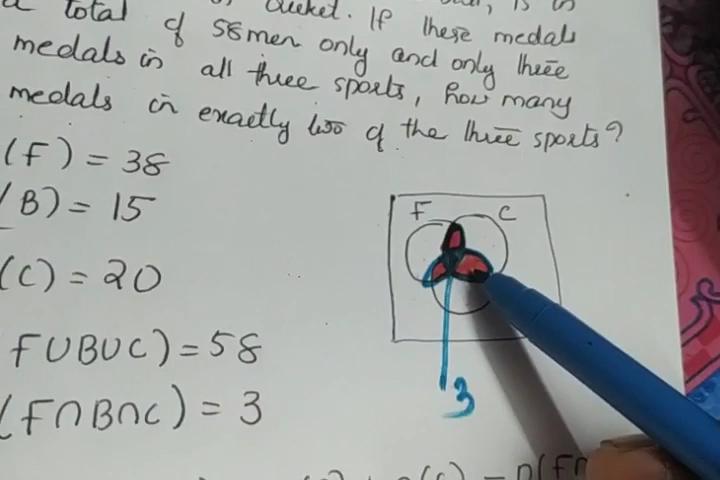 a total of 58 men only and only three
medals in all three sports, how many
medals in exactly two of the three sports?
cricket. If these medals
(F) = 38
(B) = 15
(C) = 20
F∪B∪C) = 58
(F∩B∩C) = 3
F C
3